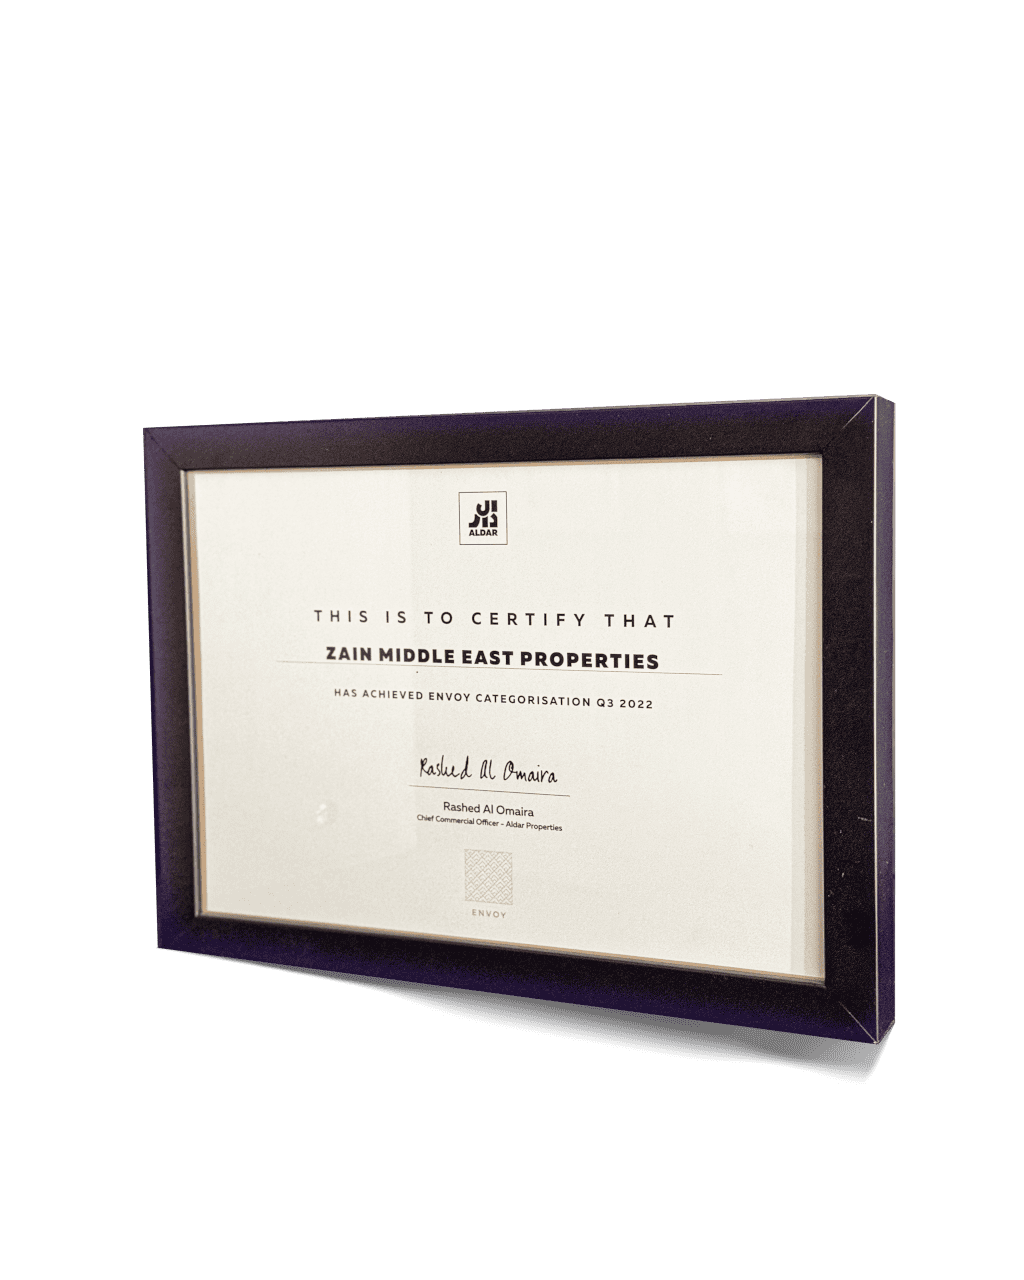 الدار
ALDAR
THIS IS TO CERTIFY THAT
ZAIN MIDDLE EAST PROPERTIES
HAS ACHIEVED ENVOY CATEGORISATION Q3 2022
Rashed Al Omaira
Rashed Al Omaira
Chief Commercial Officer – Aldar Properties
ENVOY